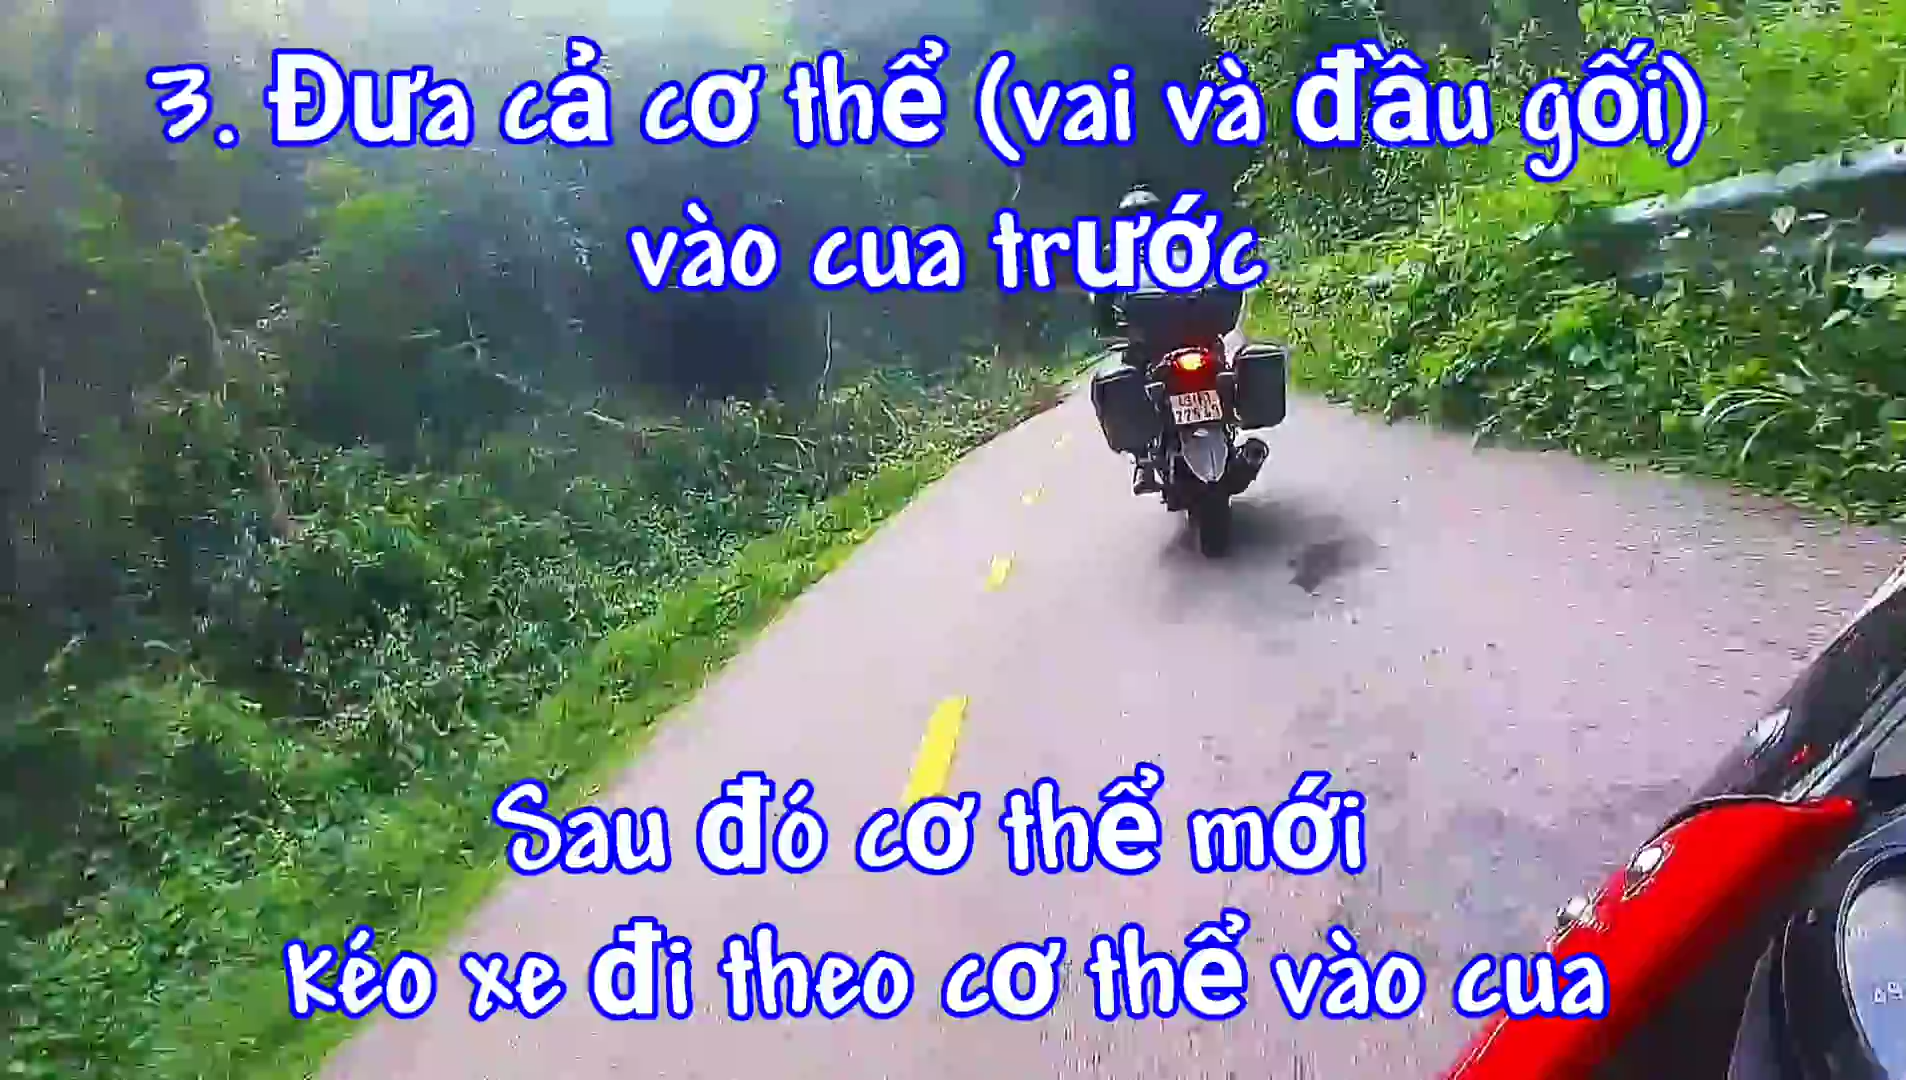 3. Đưa cả cơ thể (vai và đầu gối)
vào cua trước
Sau đó cơ thể mới
kéo xe đi theo cơ thể vào cua